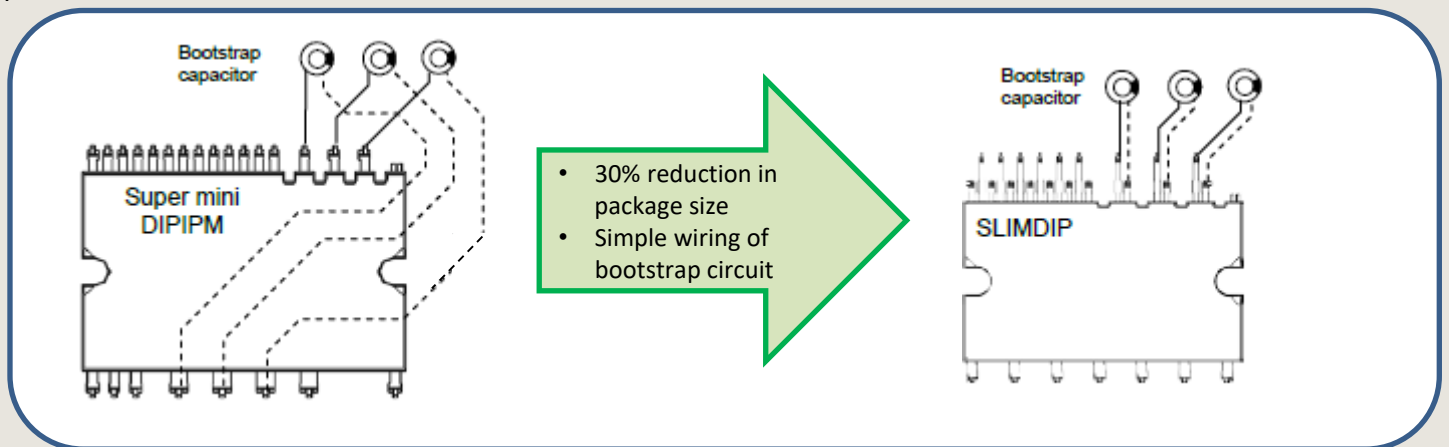 Bootstrap
capacitor
Super mini
DIPIPM
• 30% reduction in
package size
• Simple wiring of
bootstrap circuit
Bootstrap
capacitor
SLIMDIP